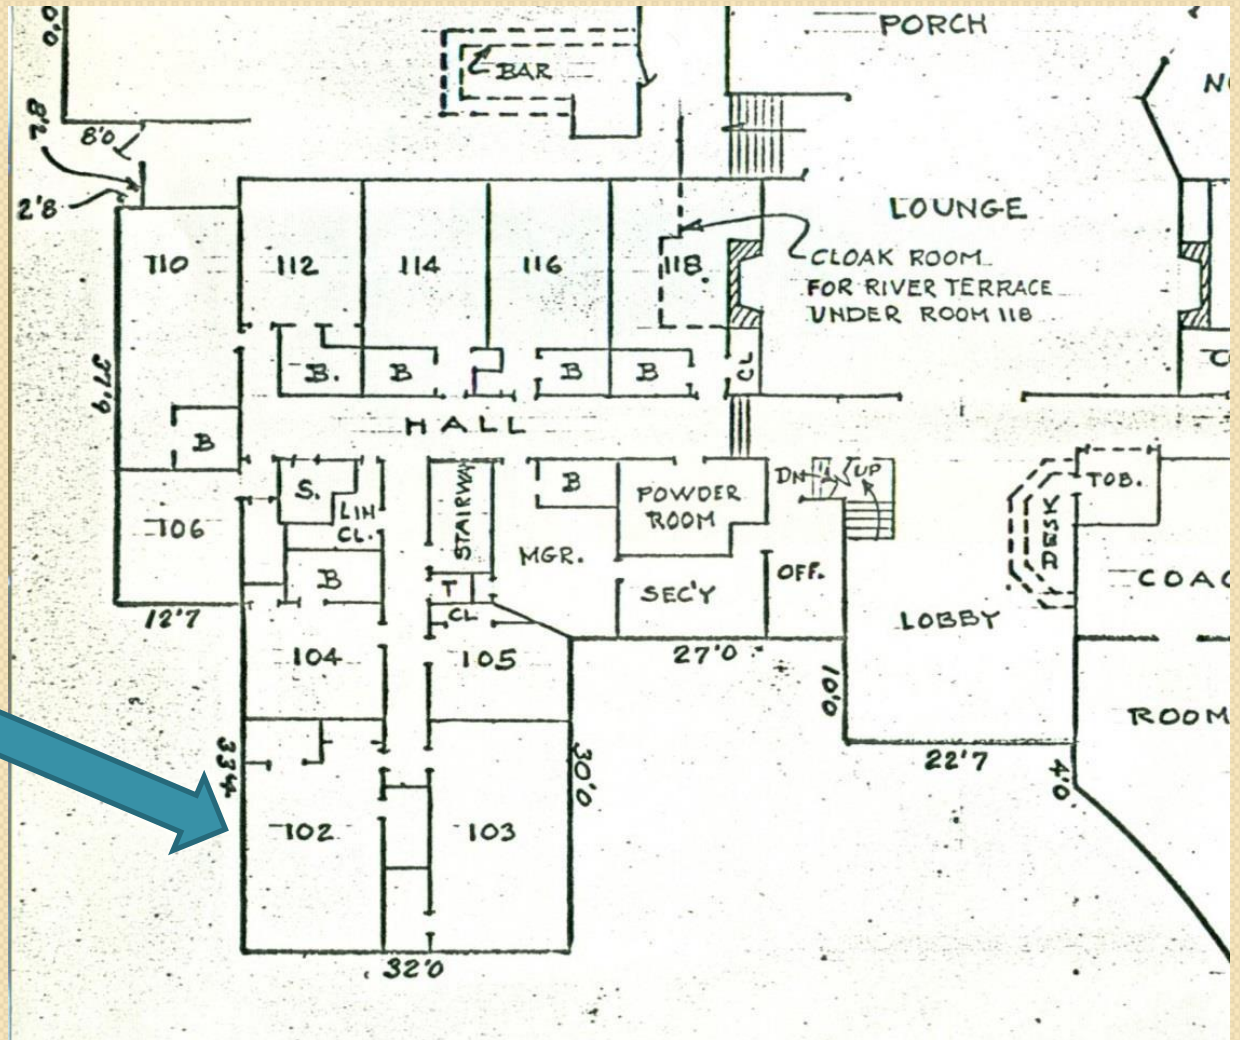 PORCH
BAR
8'2
8'0
2'8
LOUNGE
110
112
114
116
118
CLOAK ROOM
FOR RIVER TERRACE
UNDER ROOM 118
37'9
B.
B
B
B
CL
HALL
B
S.
LIN
CL.
STAIRWAY
B
POWDER
ROOM
DN
UP
TOB.
DESK
106
MGR.
B
T
CL
SEC'Y
OFF.
12'7
LOBBY
104
105
27'0
10'0
ROOM
33'4
30'0
22'7
4'0
102
103
32'0